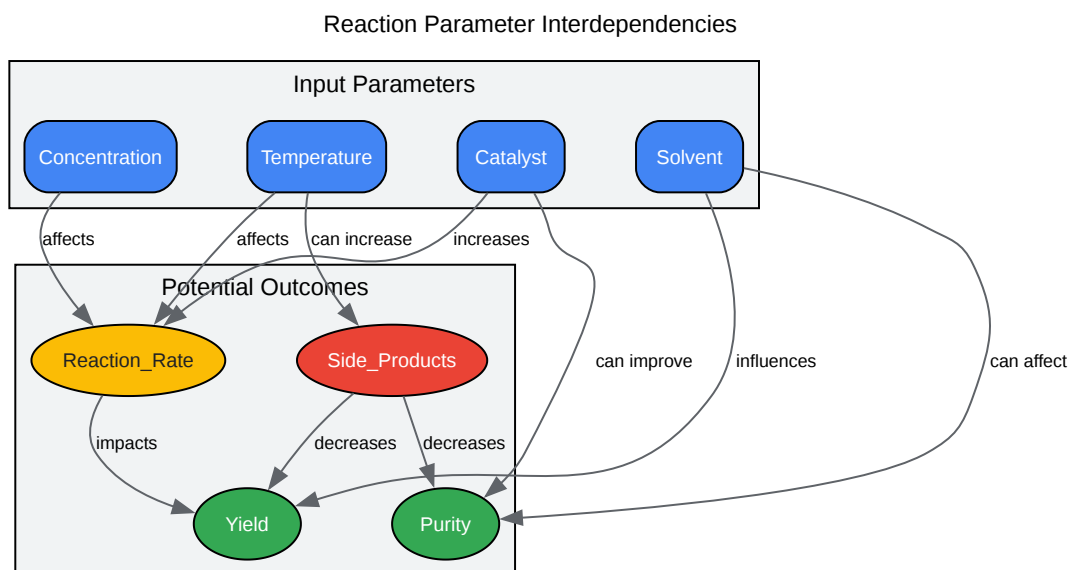 Reaction Parameter Interdependencies
Input Parameters
Concentration
Temperature
Catalyst
Solvent
affects
affects
can increase
increases
Potential Outcomes
Reaction_Rate
Side_Products
can improve
influences
can affect
impacts
decreases
decreases
Yield
Purity